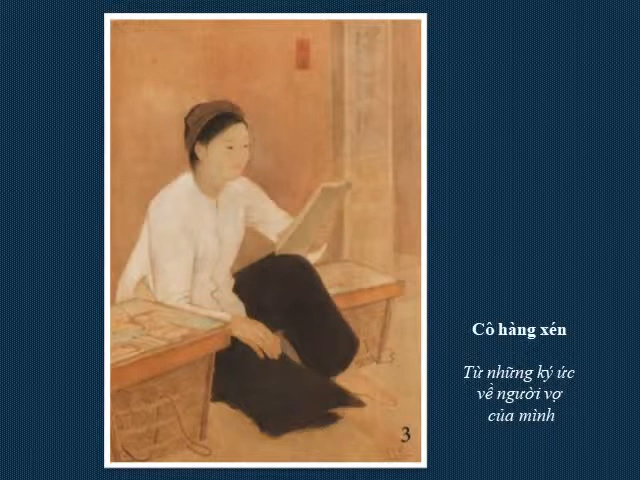 Cô hàng xén
Từ những ký ức
về người vợ
của mình
3